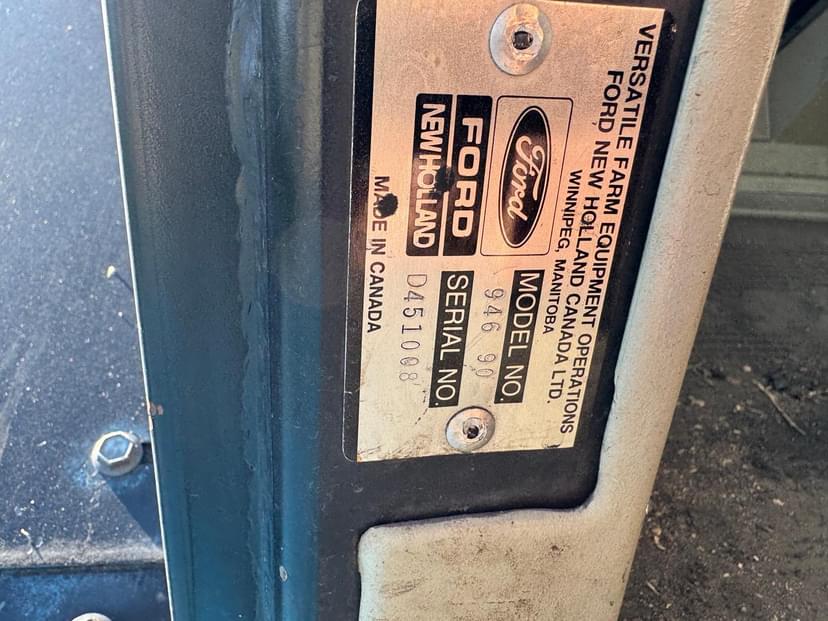 VERSATILE FARM EQUIPMENT OPERATIONS
FORD NEW HOLLAND CANADA LTD.
WINNIPEG, MANITOBA
Ford
FORD
NEW HOLLAND
MADE IN CANADA
MODEL NO.
946 90
SERIAL NO.
D451008